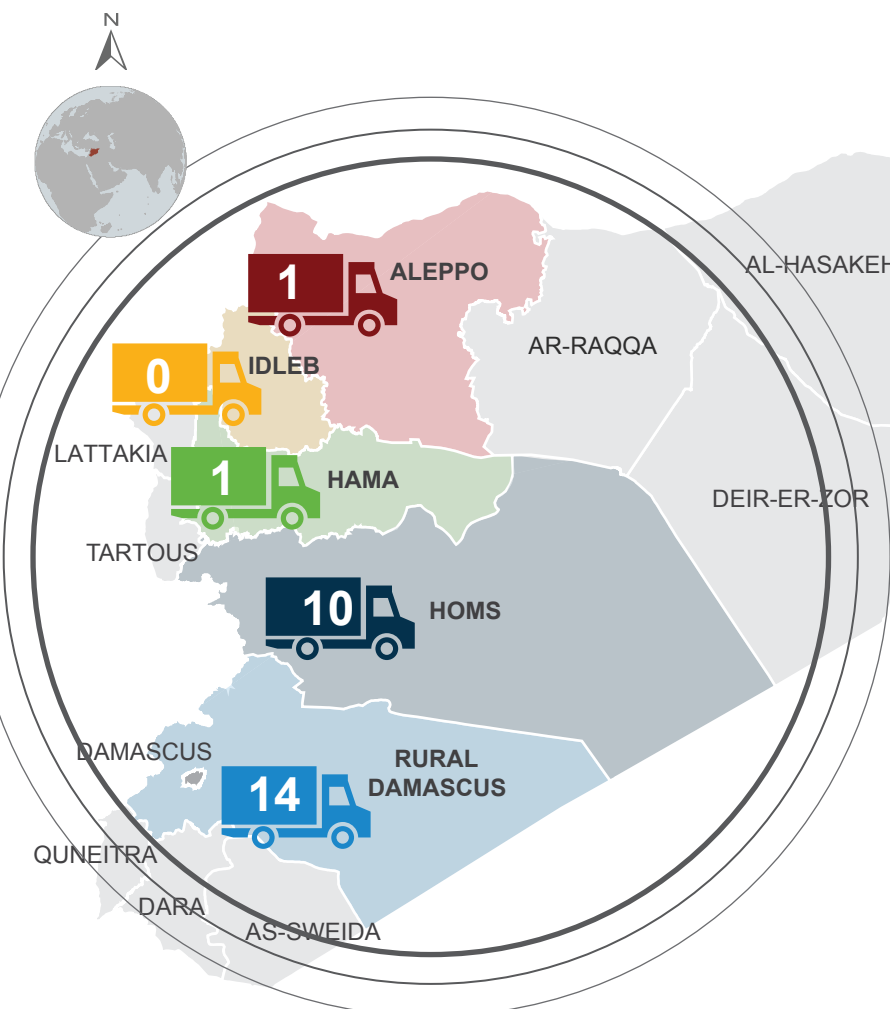 N
1
ALEPPO
AL-HASAKEH
AR-RAQQA
0
IDLEB
LATTAKIA
1
HAMA
DEIR-ER-ZOR
TARTOUS
10
HOMS
DAMASCUS
RURAL
DAMASCUS
14
QUNEITRA
DARA
AS-SWEIDA